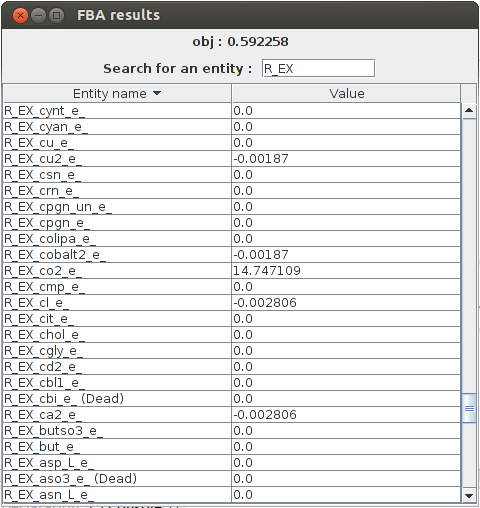 FBA results
obj : 0.592258
Search for an entity : R_EX
Entity name Value
R_EX_cynt_e_ 0.0
R_EX_cyan_e_ 0.0
R_EX_cu_e_ 0.0
R_EX_cu2_e_ -0.00187
R_EX_csn_e_ 0.0
R_EX_crn_e_ 0.0
R_EX_cpgn_un_e_ 0.0
R_EX_cpgn_e_ 0.0
R_EX_colipa_e_ 0.0
R_EX_cobalt2_e_ -0.00187
R_EX_co2_e_ 14.747109
R_EX_cmp_e_ 0.0
R_EX_cl_e_ -0.002806
R_EX_cit_e_ 0.0
R_EX_chol_e_ 0.0
R_EX_cgly_e_ 0.0
R_EX_cd2_e_ 0.0
R_EX_cbl1_e_ 0.0
R_EX_cbi_e_ (Dead) 0.0
R_EX_ca2_e_ -0.002806
R_EX_butso3_e_ 0.0
R_EX_but_e_ 0.0
R_EX_asp_L_e_ 0.0
R_EX_aso3_e_ (Dead) 0.0
R_EX_asn_L_e_ 0.0